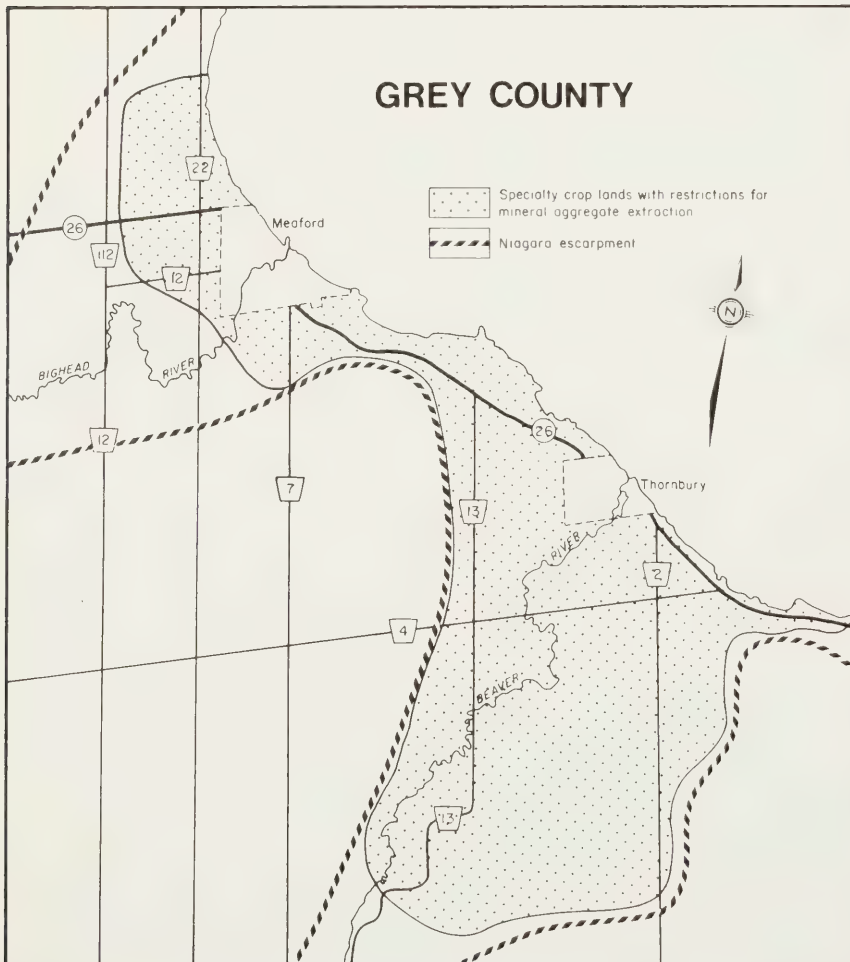 GREY COUNTY
Specialty crop lands with restrictions for
mineral aggregate extraction
Niagara escarpment
22
Meaford
26
112
12
N
BIGHEAD
RIVER
12
26
7
13
Thornbury
RIVER
2
4
BEAVER
13